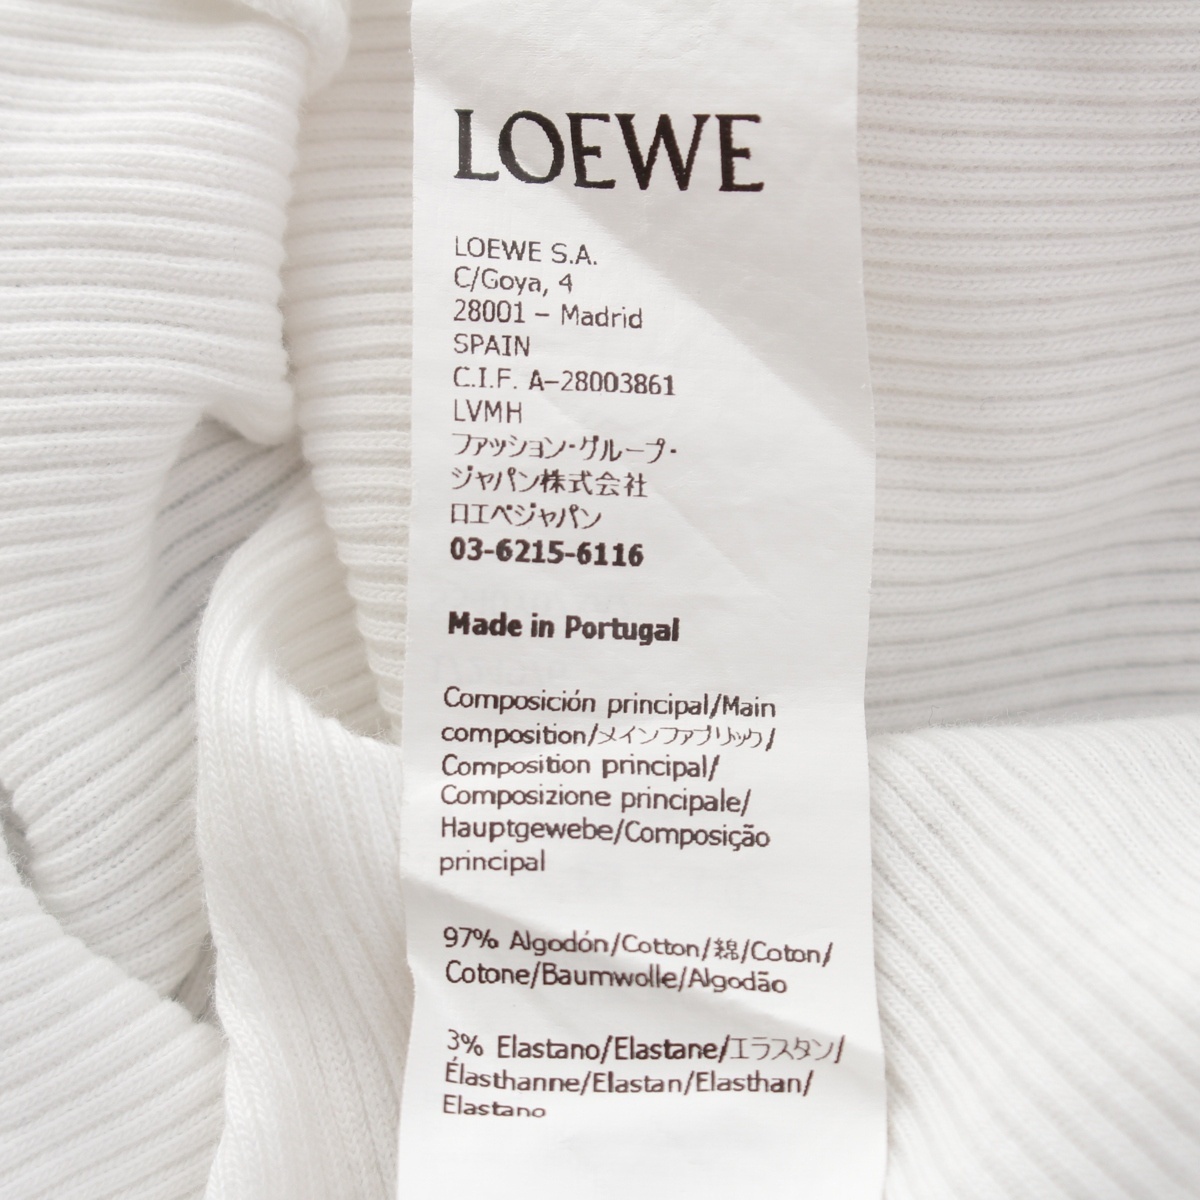 LOEWE
LOEWE S.A.
C/Goya, 4
28001 – Madrid
SPAIN
C.I.F. A–28003861
LVMH
ファッション・グループ・
ジャパン株式会社
ロエベジャパン
03-6215-6116
Made in Portugal
Composición principal/Main
composition/メインファブリック/
Composition principal/
Composizione principale/
Hauptgewebe/Composição
principal
97% Algodón/Cotton/綿/Coton/
Cotone/Baumwolle/Algodão
3% Elastano/Elastane/エラスタン/
Élasthanne/Elastan/Elasthan/
Elastano